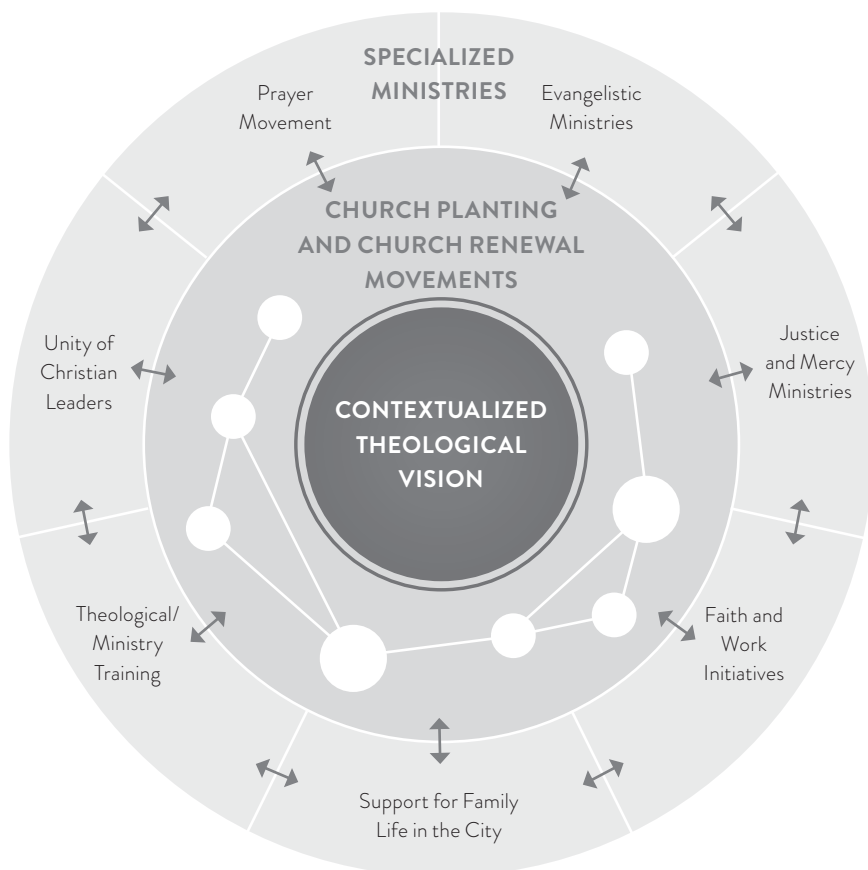 SPECIALIZED
MINISTRIES
Prayer
Movement
Evangelistic
Ministries
CHURCH PLANTING
AND CHURCH RENEWAL
MOVEMENTS
Unity of
Christian
Leaders
CONTEXTUALIZED
THEOLOGICAL
VISION
Justice
and Mercy
Ministries
Theological/
Ministry
Training
Faith and
Work
Initiatives
Support for Family
Life in the City